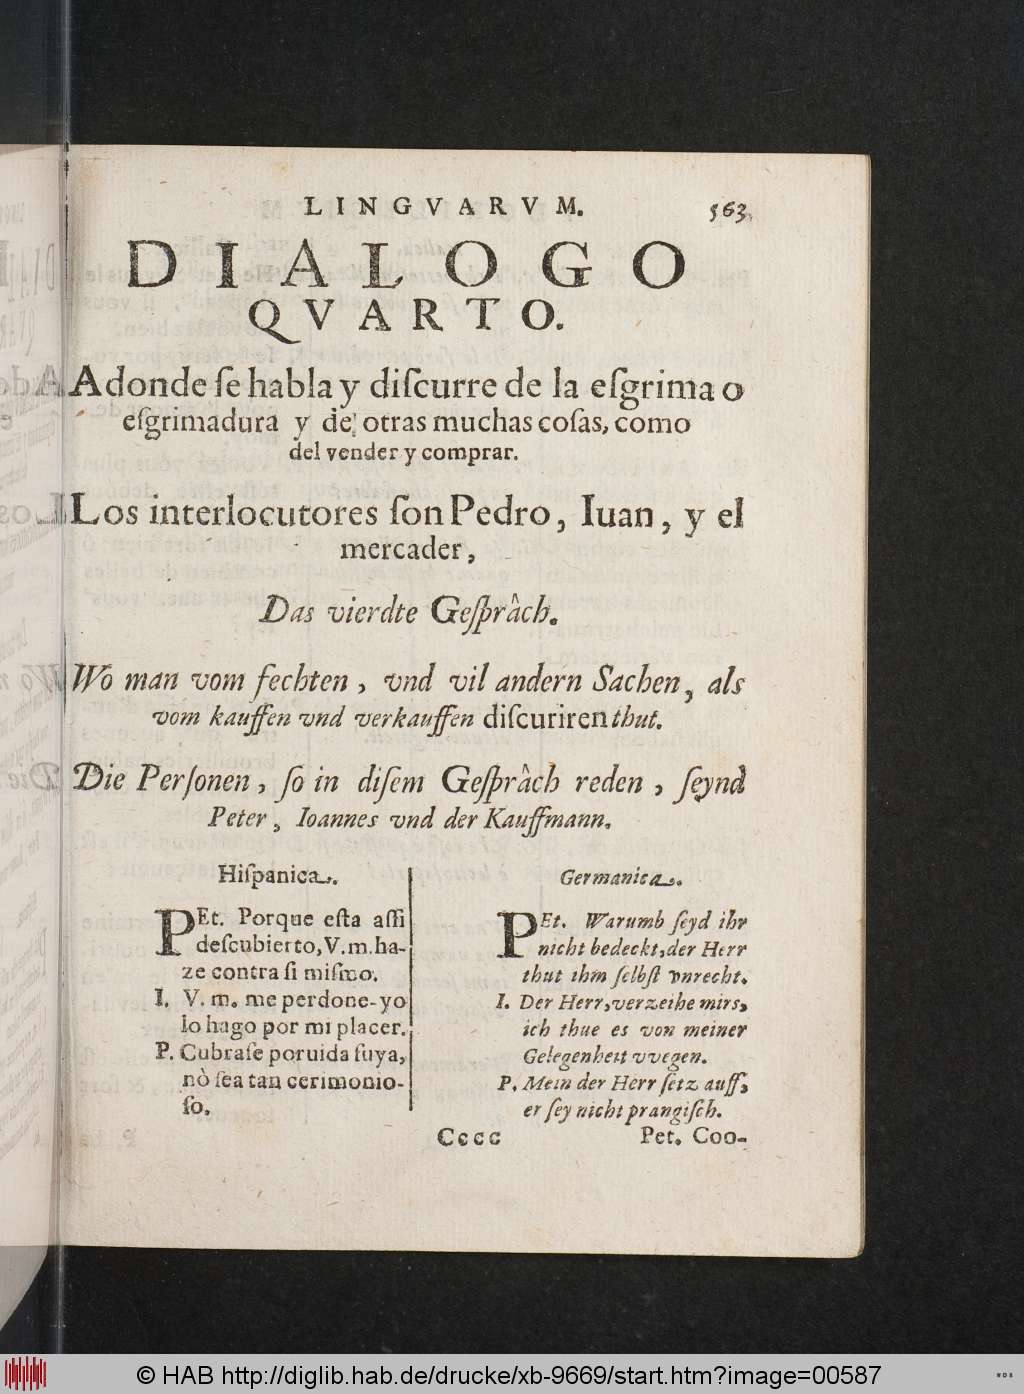 LINGVARVM. 563
DIALOGO
QVARTO.
Adonde ſe habla y diſcurre de la eſgrima o
eſgrimadura y de otras muchas coſas, como
del vender y comprar.
Los interlocutores ſon Pedro, Iuan, y el
mercader,
Das vierdte Geſprâch.
Wo man vom fechten, vnd vil andern Sachen, als
vom kauffen vnd verkauffen diſcuriren thut.
Die Perſonen, ſo in diſem Geſprâch reden, ſeynd
Peter, Ioannes vnd der Kauffmann.
Hiſpanica.
PEt. Porque eſta aſſi
deſcubierto, V.m. ha-
ze contra ſi miſmo.
I. V. m. me perdone-yo
lo hago por mi placer.
P. Cubraſe poruida ſuya,
nò ſea tan cerimonio-
ſo.
Germanica.
PEt. Warumb ſeyd ihr
nicht bedeckt, der Herr
thut ihm ſelbſt vnrecht.
I. Der Herr, verzeihe mirs,
ich thue es von meiner
Gelegenheit vvegen.
P. Mein der Herr ſetz auff,
er ſey nicht prangiſch.
Cccc Pet. Coo-
© HAB http://diglib.hab.de/drucke/xb-9669/start.htm?image=00587